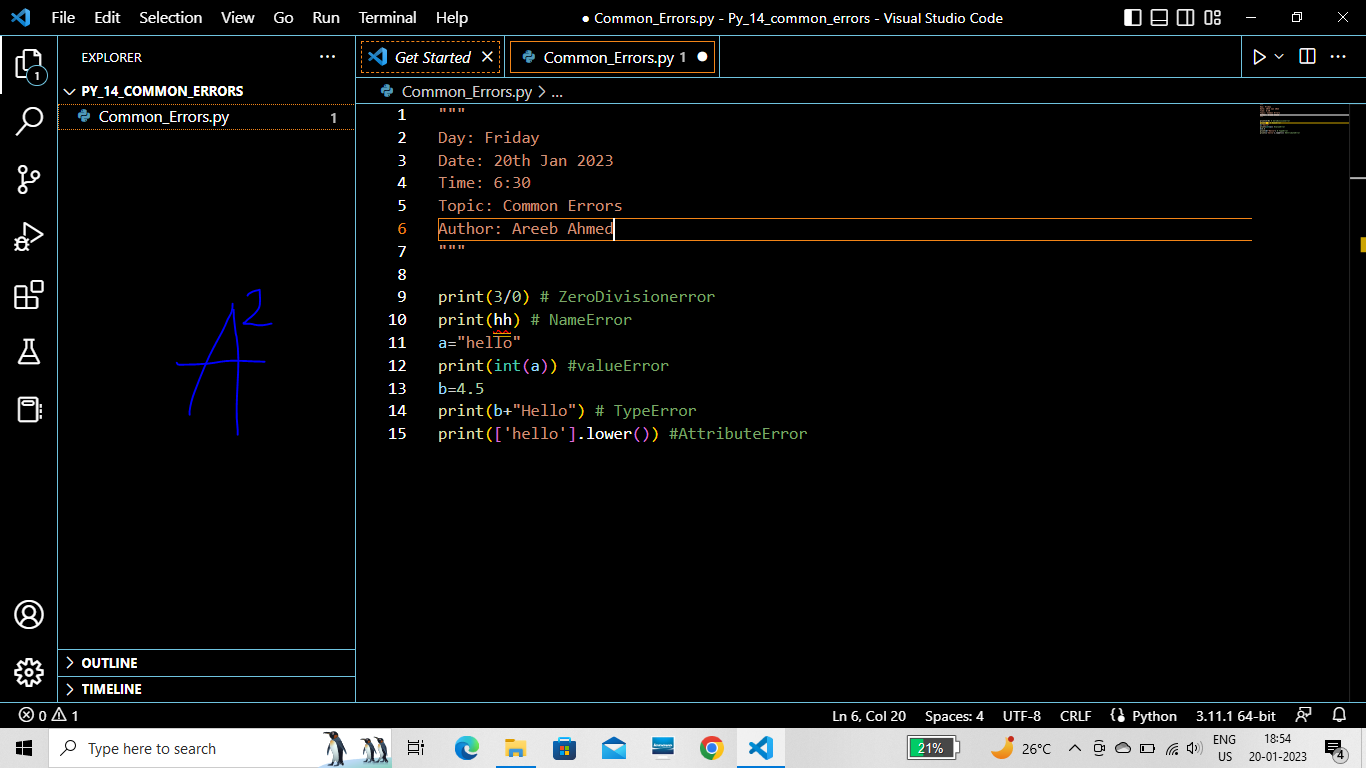 File Edit Selection View Go Run Terminal Help ● Common_Errors.py - Py_14_common_errors - Visual Studio Code
EXPLORER ···
Get Started
Common_Errors.py 1 ●
PY_14_COMMON_ERRORS
Common_Errors.py 1
Common_Errors.py > ...
1 """
2 Day: Friday
3 Date: 20th Jan 2023
4 Time: 6:30
5 Topic: Common Errors
6 Author: Areeb Ahmed
7 """
8
9 print(3/0) # ZeroDivisionerror
10 print(hh) # NameError
11 a="hello"
12 print(int(a)) #valueError
13 b=4.5
14 print(b+"Hello") # TypeError
15 print(['hello'].lower()) #AttributeError
1
A2
OUTLINE
TIMELINE
0 1 Ln 6, Col 20 Spaces: 4 UTF-8 CRLF Python 3.11.1 64-bit
Type here to search 21% 26°C ENG US 18:54 20-01-2023 4